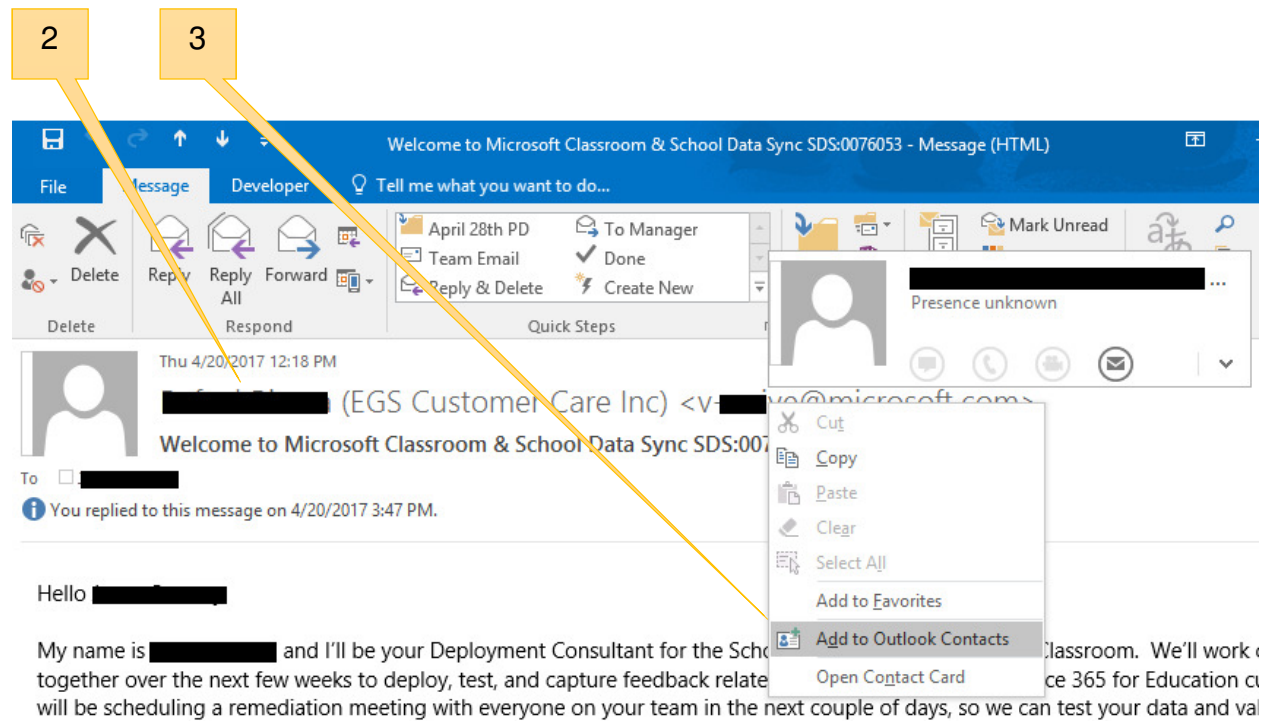 2 3
Welcome to Microsoft Classroom & School Data Sync SDS:0076053 - Message (HTML)
File Message Developer Tell me what you want to do...
Delete
Reply
Reply All
Forward
April 28th PD To Manager
Team Email Done
Reply & Delete Create New
Mark Unread
Delete Respond Quick Steps
Presence unknown
Thu 4/20/2017 12:18 PM
(EGS Customer Care Inc) <v- @microsoft.com>
Welcome to Microsoft Classroom & School Data Sync SDS:007
To
You replied to this message on 4/20/2017 3:47 PM.
Cut
Copy
Paste
Clear
Select All
Add to Favorites
Add to Outlook Contacts
Open Contact Card
Hello
My name is and I'll be your Deployment Consultant for the Scho lassroom. We'll work
together over the next few weeks to deploy, test, and capture feedback relate ce 365 for Education cu
will be scheduling a remediation meeting with everyone on your team in the next couple of days, so we can test your data and val